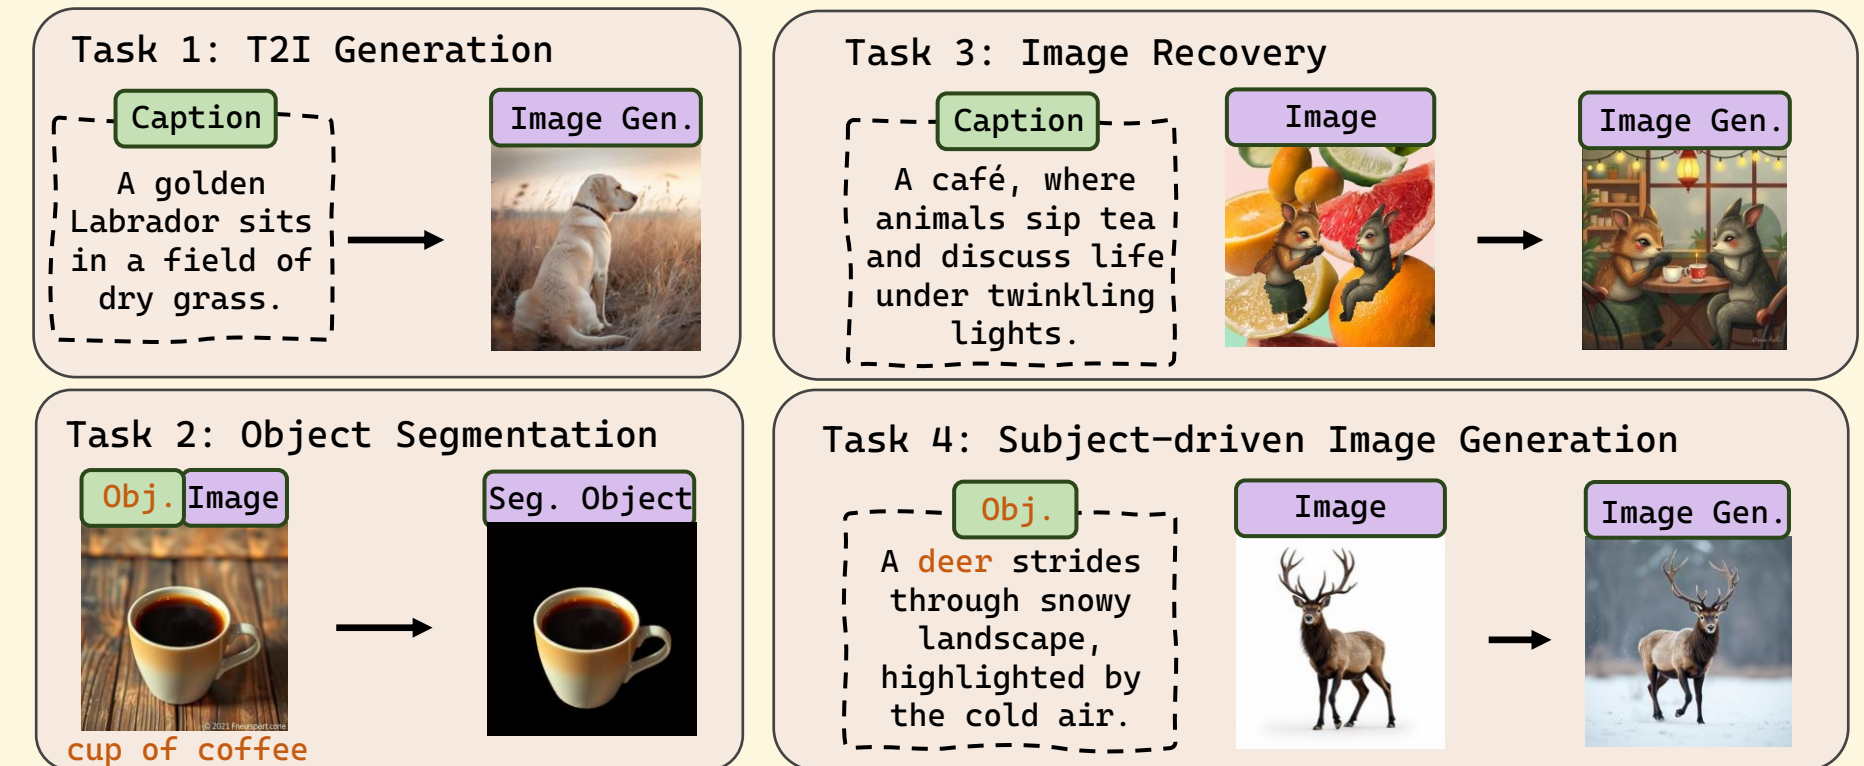 Task 1: T2I Generation
Caption
Image Gen.
A golden
Labrador sits
in a field of
dry grass.
Task 2: Object Segmentation
Obj.
Image
Seg. Object
cup of coffee
Task 3: Image Recovery
Caption
Image
Image Gen.
A café, where
animals sip tea
and discuss life
under twinkling
lights.
Task 4: Subject-driven Image Generation
Obj.
Image
Image Gen.
A deer strides
through snowy
landscape,
highlighted by
the cold air.